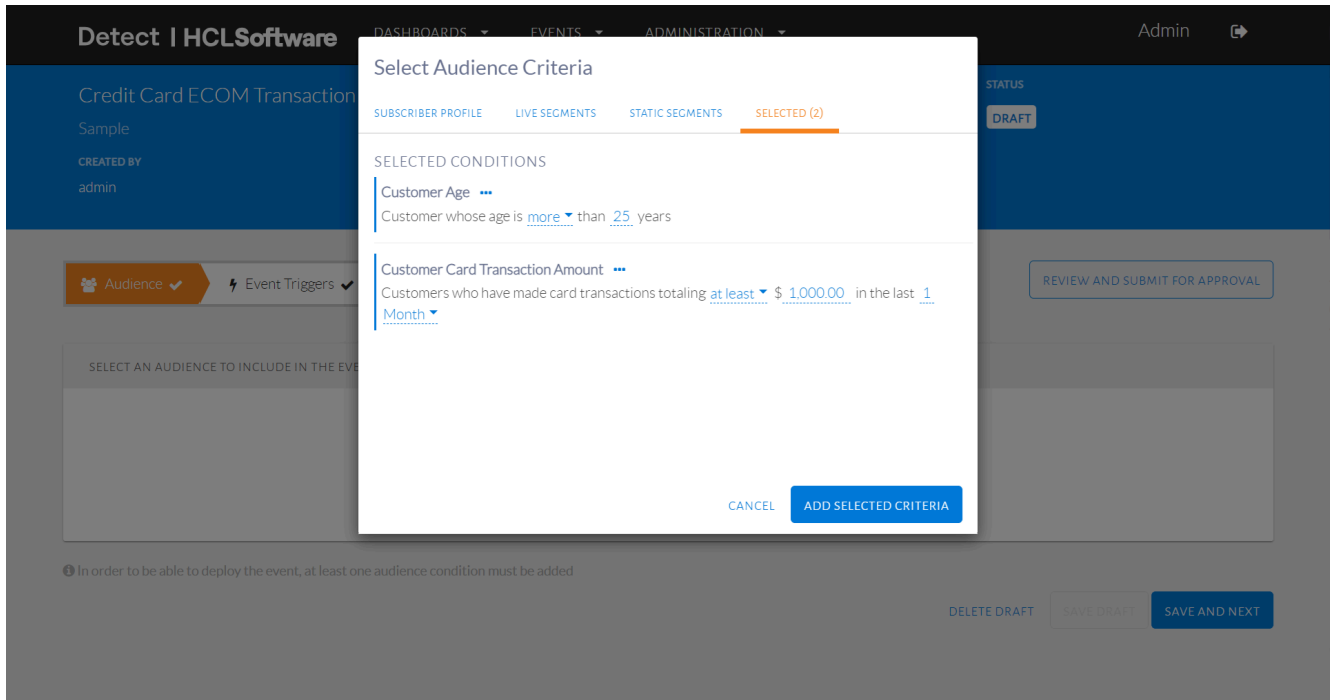 Detect | HCLSoftware DASHBOARDS EVENTS ADMINISTRATION Admin
Select Audience Criteria
Credit Card ECOM Transaction
Sample
CREATED BY
admin
STATUS
DRAFT
SUBSCRIBER PROFILE LIVE SEGMENTS STATIC SEGMENTS SELECTED (2)
SELECTED CONDITIONS
Customer Age
Customer whose age is more than 25 years
Customer Card Transaction Amount
Customers who have made card transactions totaling at least $ 1,000.00 in the last 1
Month
Audience Event Triggers
REVIEW AND SUBMIT FOR APPROVAL
SELECT AN AUDIENCE TO INCLUDE IN THE EVE
CANCEL ADD SELECTED CRITERIA
In order to be able to deploy the event, at least one audience condition must be added
DELETE DRAFT SAVE DRAFT SAVE AND NEXT